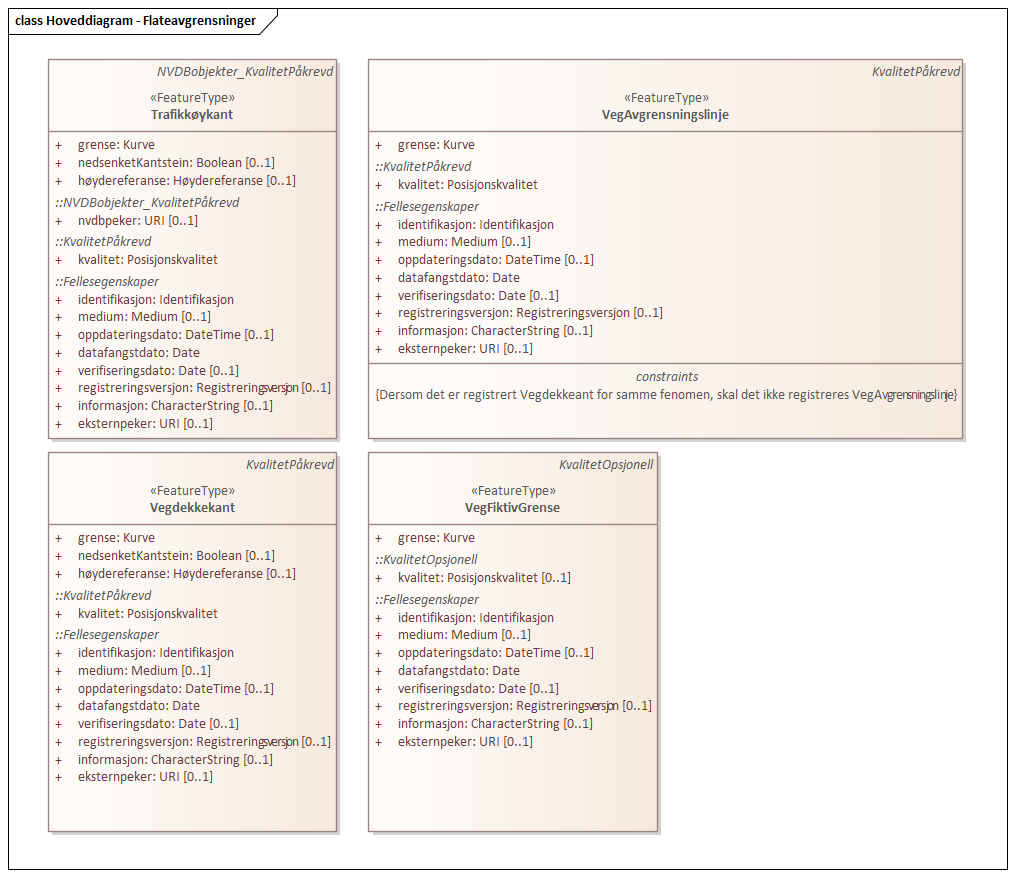 class Hoveddiagram - Flateavgrensninger
NVDBobjekter_KvalitetPåkrevd
«FeatureType»
Trafikkøykant
+ grense: Kurve
+ nedsenketKantstein: Boolean [0..1]
+ høydereferanse: Høydereferanse [0..1]
::NVDBobjekter_KvalitetPåkrevd
+ nvdbpeker: URI [0..1]
::KvalitetPåkrevd
+ kvalitet: Posisjonskvalitet
::Fellesegenskaper
+ identifikasjon: Identifikasjon
+ medium: Medium [0..1]
+ oppdateringsdato: DateTime [0..1]
+ datafangstdato: Date
+ verifiseringsdato: Date [0..1]
+ registreringsversjon: Registreringsversjon [0..1]
+ informasjon: CharacterString [0..1]
+ eksternpeker: URI [0..1]
KvalitetPåkrevd
«FeatureType»
VegAvgrensningslinje
+ grense: Kurve
::KvalitetPåkrevd
+ kvalitet: Posisjonskvalitet
::Fellesegenskaper
+ identifikasjon: Identifikasjon
+ medium: Medium [0..1]
+ oppdateringsdato: DateTime [0..1]
+ datafangstdato: Date
+ verifiseringsdato: Date [0..1]
+ registreringsversjon: Registreringsversjon [0..1]
+ informasjon: CharacterString [0..1]
+ eksternpeker: URI [0..1]
constraints
{Dersom det er registrert Vegdekkeant for samme fenomen, skal det ikke registreres VegAvgrensningslinje}
KvalitetPåkrevd
«FeatureType»
Vegdekkekant
+ grense: Kurve
+ nedsenketKantstein: Boolean [0..1]
+ høydereferanse: Høydereferanse [0..1]
::KvalitetPåkrevd
+ kvalitet: Posisjonskvalitet
::Fellesegenskaper
+ identifikasjon: Identifikasjon
+ medium: Medium [0..1]
+ oppdateringsdato: DateTime [0..1]
+ datafangstdato: Date
+ verifiseringsdato: Date [0..1]
+ registreringsversjon: Registreringsversjon [0..1]
+ informasjon: CharacterString [0..1]
+ eksternpeker: URI [0..1]
KvalitetOpsjonell
«FeatureType»
VegFiktivGrense
+ grense: Kurve
::KvalitetOpsjonell
+ kvalitet: Posisjonskvalitet [0..1]
::Fellesegenskaper
+ identifikasjon: Identifikasjon
+ medium: Medium [0..1]
+ oppdateringsdato: DateTime [0..1]
+ datafangstdato: Date
+ verifiseringsdato: Date [0..1]
+ registreringsversjon: Registreringsversjon [0..1]
+ informasjon: CharacterString [0..1]
+ eksternpeker: URI [0..1]